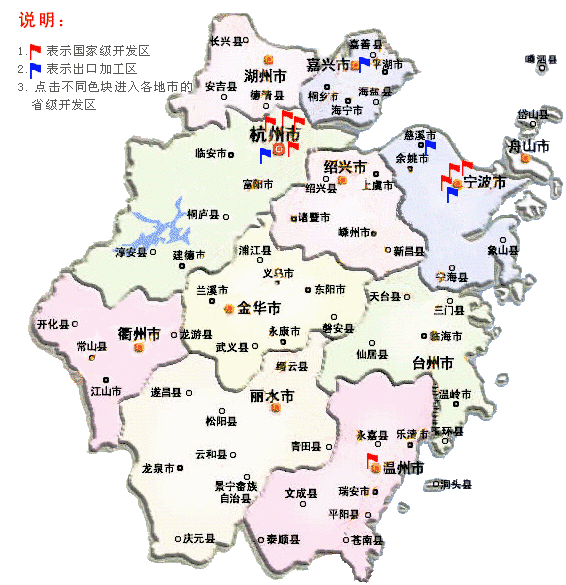 说明:
1. 表示国家级开发区
2. 表示出口加工区
3. 点击不同色块进入各地市的
省级开发区
长兴县
湖州市
安吉县
德清县
嘉善县
嘉兴市
平湖市
桐乡市
海盐县
海宁市
嵊泗县
岱山县
舟山市
杭州市
临安市
富阳市
桐庐县
淳安县
建德市
绍兴市
绍兴县
上虞市
诸暨市
嵊州市
新昌县
慈溪市
余姚市
宁波市
象山县
宁海县
浦江县
义乌市
兰溪市
东阳市
金华市
永康市
磐安县
武义县
天台县
三门县
临海市
仙居县
台州市
温岭市
玉环县
开化县
衢州市
龙游县
常山县
江山市
遂昌县
缙云县
丽水市
松阳县
云和县
青田县
龙泉市
景宁畲族
自治县
庆元县
永嘉县
乐清市
温州市
洞头县
文成县
瑞安市
平阳县
泰顺县
苍南县